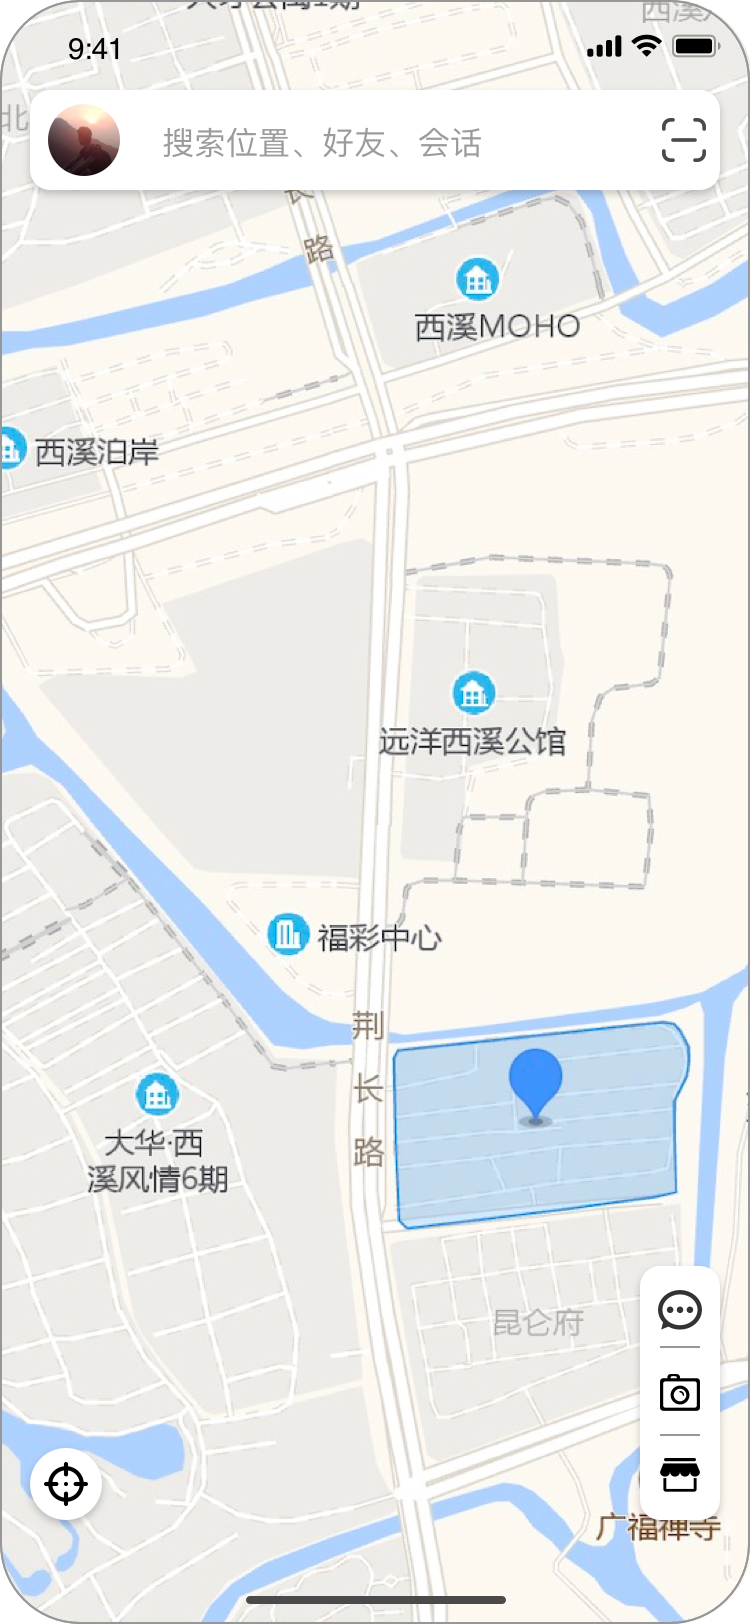 9:41
搜索位置、好友、会话
长
路
西溪MOHO
西溪泊岸
远洋西溪公馆
福彩中心
荆
长
路
大华·西
溪风情6期
昆仑府
广福禅寺